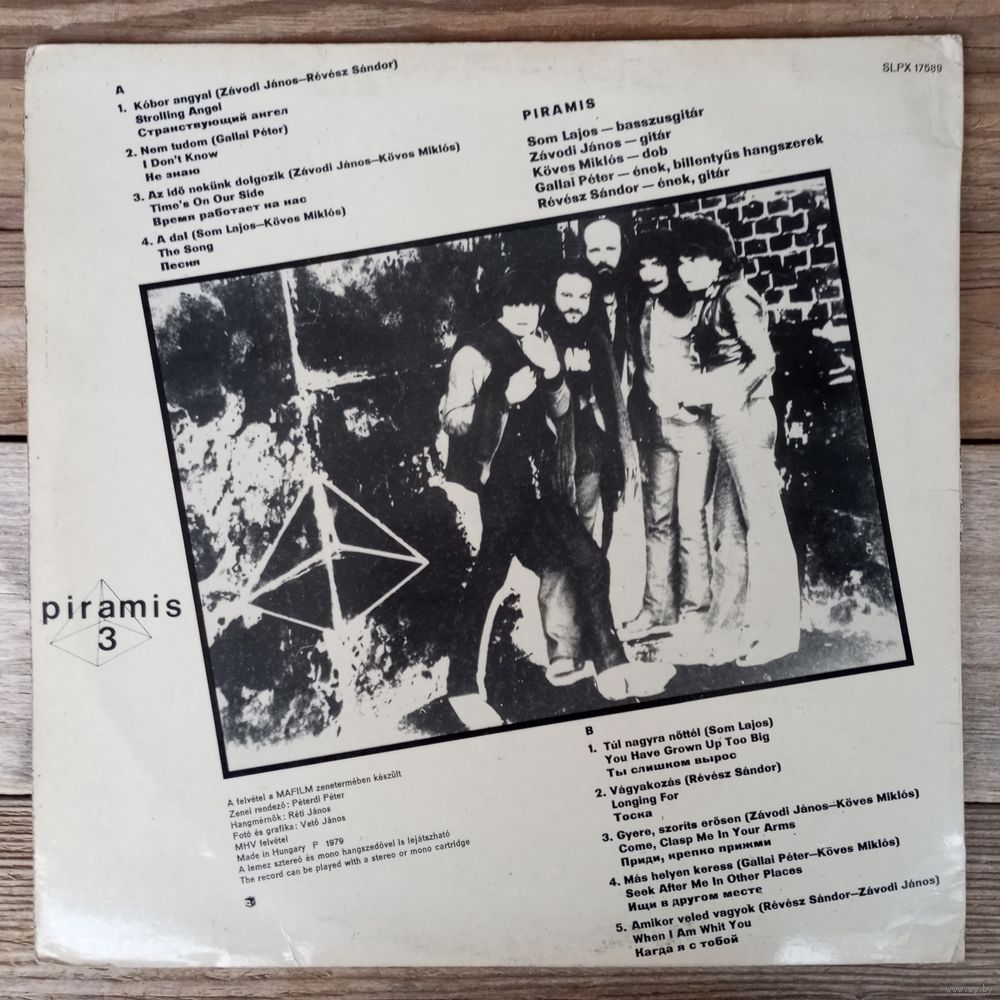 SLPX 17589
A
1. Kóbor angyal (Závodi János—Révész Sándor)
Strolling Angel
Странствующий ангел
2. Nem tudom (Gallai Péter)
I Don't Know
Не знаю
3. Az idő nekünk dolgozik (Závodi János—Köves Miklós)
Time's On Our Side
Время работает на нас
4. A dal (Som Lajos—Köves Miklós)
The Song
Песня
PIRAMIS
Som Lajos — basszusgitár
Závodi János — gitár
Köves Miklós — dob
Gallai Péter — ének, billentyűs hangszerek
Révész Sándor — ének, gitár
piramis
3
B
1. Túl nagyra nőttél (Som Lajos)
You Have Grown Up Too Big
Ты слишком вырос
2. Vágyakozás (Révész Sándor)
Longing For
Тоска
3. Gyere, szoríts erősen (Závodi János—Köves Miklós)
Come, Clasp Me In Your Arms
Приди, крепко прижми
4. Más helyen keress (Gallai Péter—Köves Miklós)
Seek After Me In Other Places
Ищи в другом месте
5. Amikor veled vagyok (Révész Sándor—Závodi János)
When I Am Whit You
Кагда я с тобой
A felvétel a MAFILM zenetermében készült
Zenei rendező: Péterdi Péter
Hangmérnök: Réti János
Fotó és grafika: Vető János
MHV felvétel
Made in Hungary P 1979
A lemez sztereó és mono hangszedővel is lejátszható
The record can be played with a stereo or mono cartridge